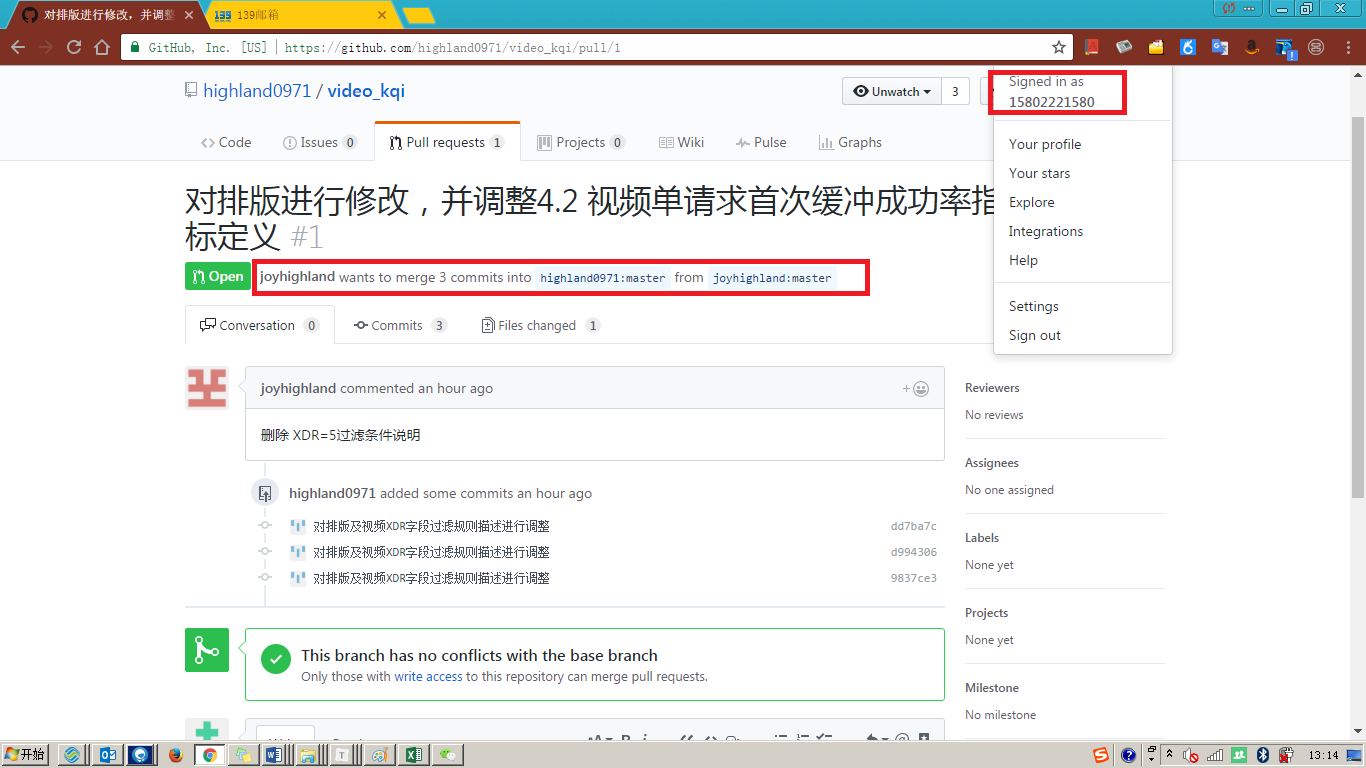 对排版进行修改，并调整
139邮箱
GitHub, Inc. [US] | https://github.com/highland0971/video_kqi/pull/1
highland0971 / video_kqi
Unwatch 3
Signed in as
15802221580
Code Issues 0 Pull requests 1 Projects 0 Wiki Pulse Graphs
Your profile
Your stars
Explore
Integrations
Help
Settings
Sign out
对排版进行修改，并调整4.2 视频单请求首次缓冲成功率指
标定义 #1
Open joyhighland wants to merge 3 commits into highland0971:master from joyhighland:master
Conversation 0 Commits 3 Files changed 1
joyhighland commented an hour ago
删除 XDR=5过滤条件说明
highland0971 added some commits an hour ago
对排版及视频XDR字段过滤规则描述进行调整 dd7ba7c
对排版及视频XDR字段过滤规则描述进行调整 d994306
对排版及视频XDR字段过滤规则描述进行调整 9837ce3
This branch has no conflicts with the base branch
Only those with write access to this repository can merge pull requests.
Reviewers
No reviews
Assignees
No one assigned
Labels
None yet
Projects
None yet
Milestone
No milestone
开始
13:14